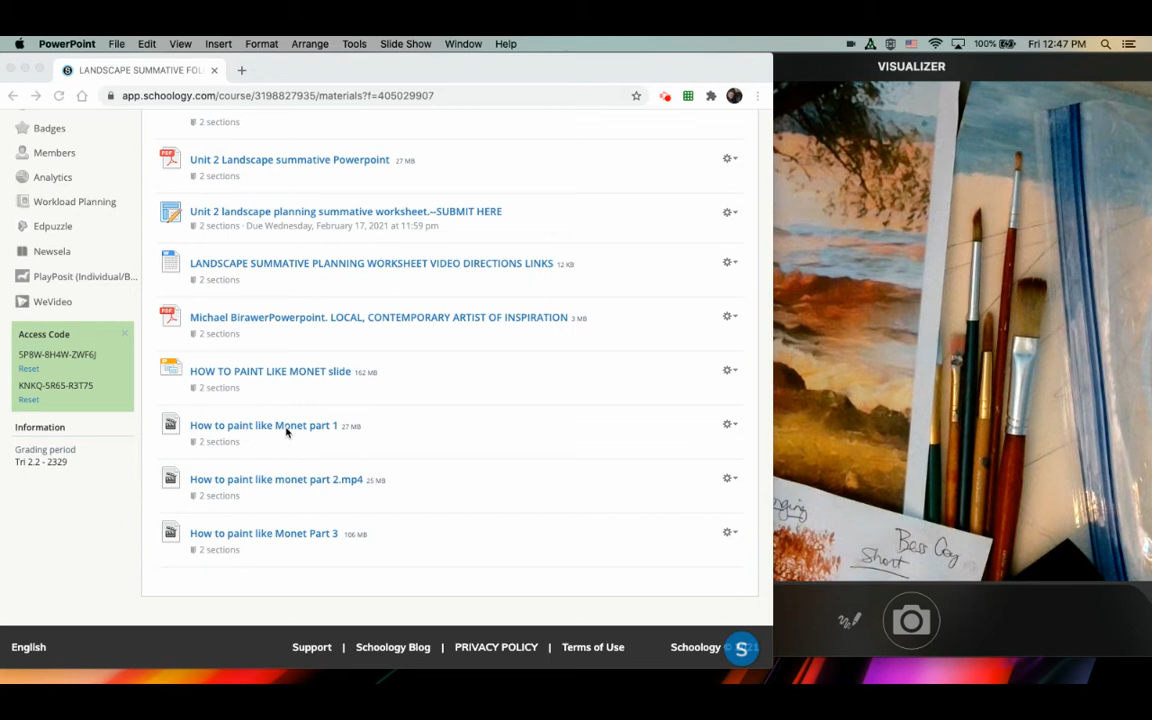 PowerPoint File Edit View Insert Format Arrange Tools Slide Show Window Help 100% Fri 12:47 PM
LANDSCAPE SUMMATIVE FOL
app.schoology.com/course/3198827935/materials?f=405029907
VISUALIZER
Badges
Members
Analytics
Workload Planning
Edpuzzle
Newsela
PlayPosit (Individual/B...
WeVideo
Access Code
5P8W-8H4W-ZWF6J
Reset
KNKQ-5R65-R3T75
Reset
Information
Grading period
Tri 2.2 - 2329
2 sections
Unit 2 Landscape summative Powerpoint 27 MB
2 sections
Unit 2 landscape planning summative worksheet.--SUBMIT HERE
2 sections · Due Wednesday, February 17, 2021 at 11:59 pm
LANDSCAPE SUMMATIVE PLANNING WORKSHEET VIDEO DIRECTIONS LINKS 12 KB
2 sections
Michael BirawerPowerpoint. LOCAL, CONTEMPORARY ARTIST OF INSPIRATION 3 MB
2 sections
HOW TO PAINT LIKE MONET slide 162 MB
2 sections
How to paint like Monet part 1 27 MB
2 sections
How to paint like monet part 2.mp4 25 MB
2 sections
How to paint like Monet Part 3 106 MB
2 sections
Short
English Support | Schoology Blog | PRIVACY POLICY | Terms of Use Schoology S